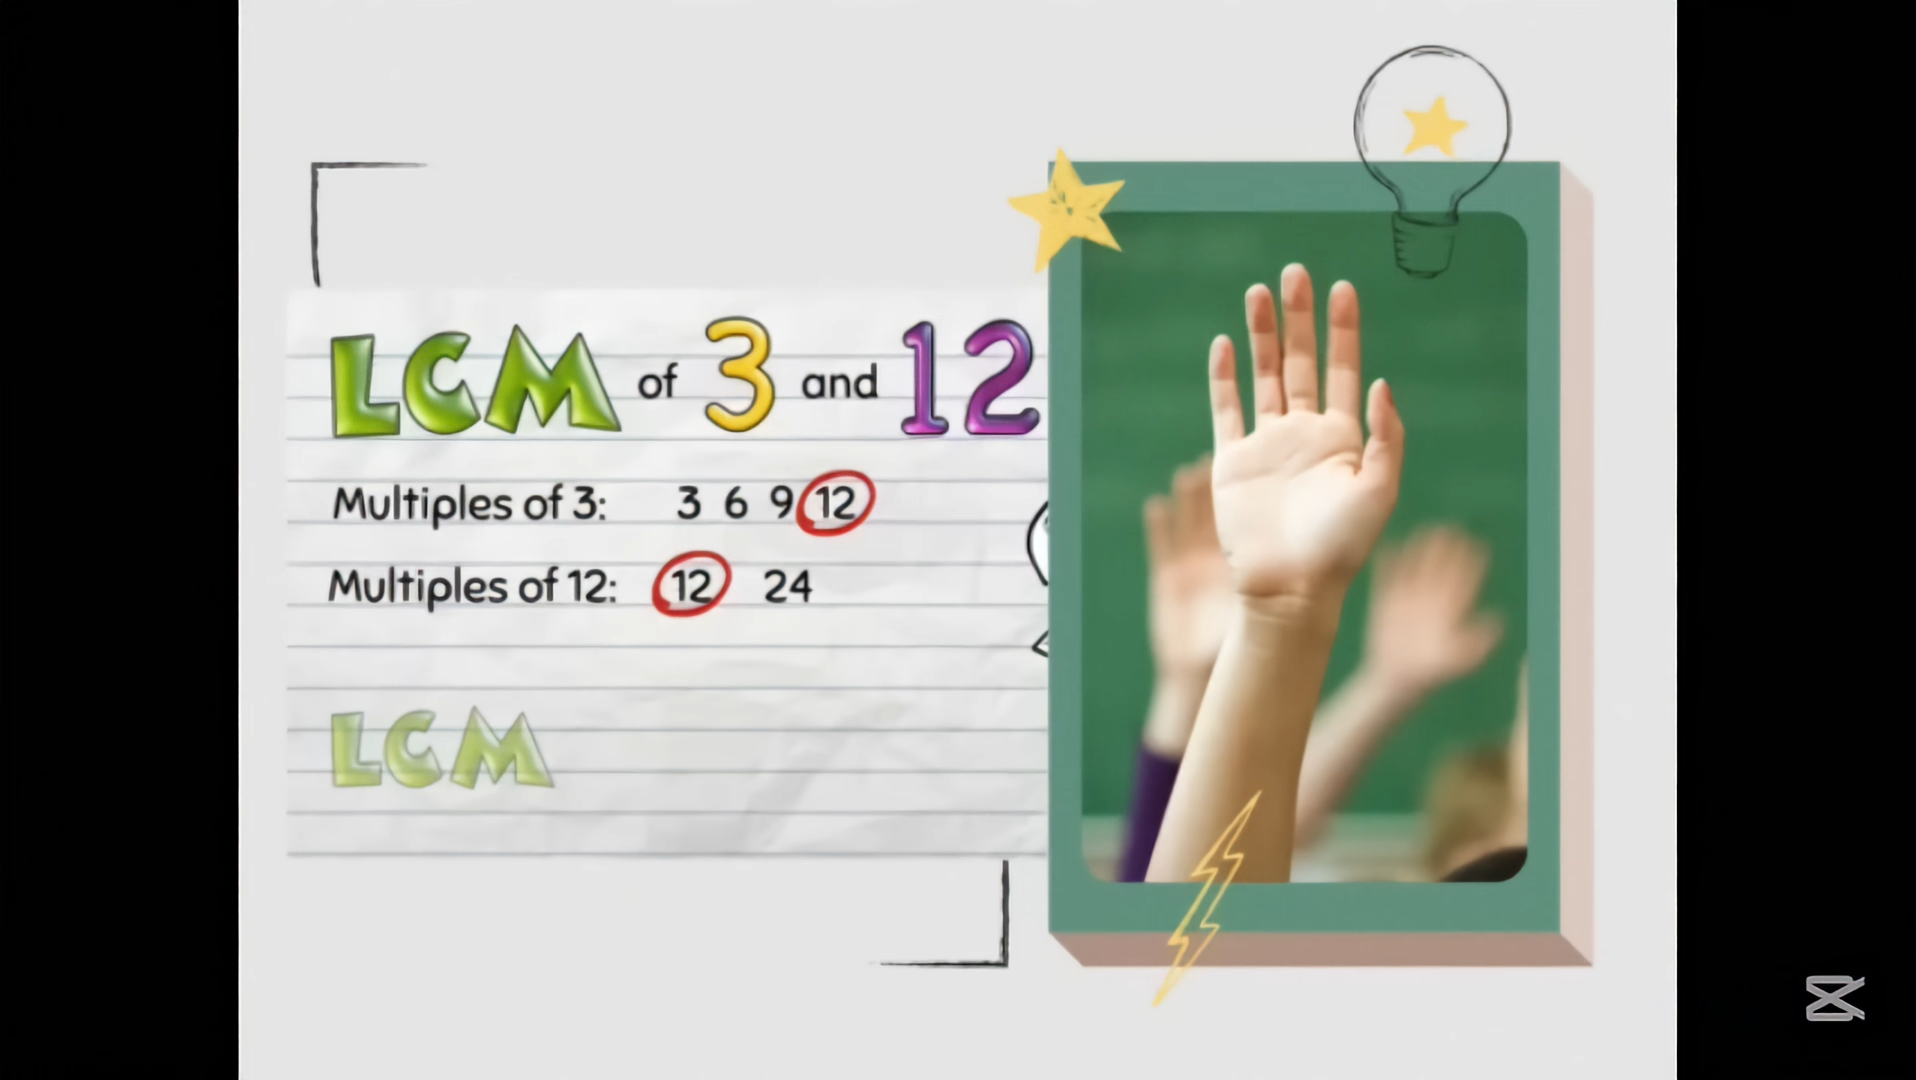 LCM of 3 and 12
Multiples of 3: 3 6 9 12
Multiples of 12: 12 24
LCM